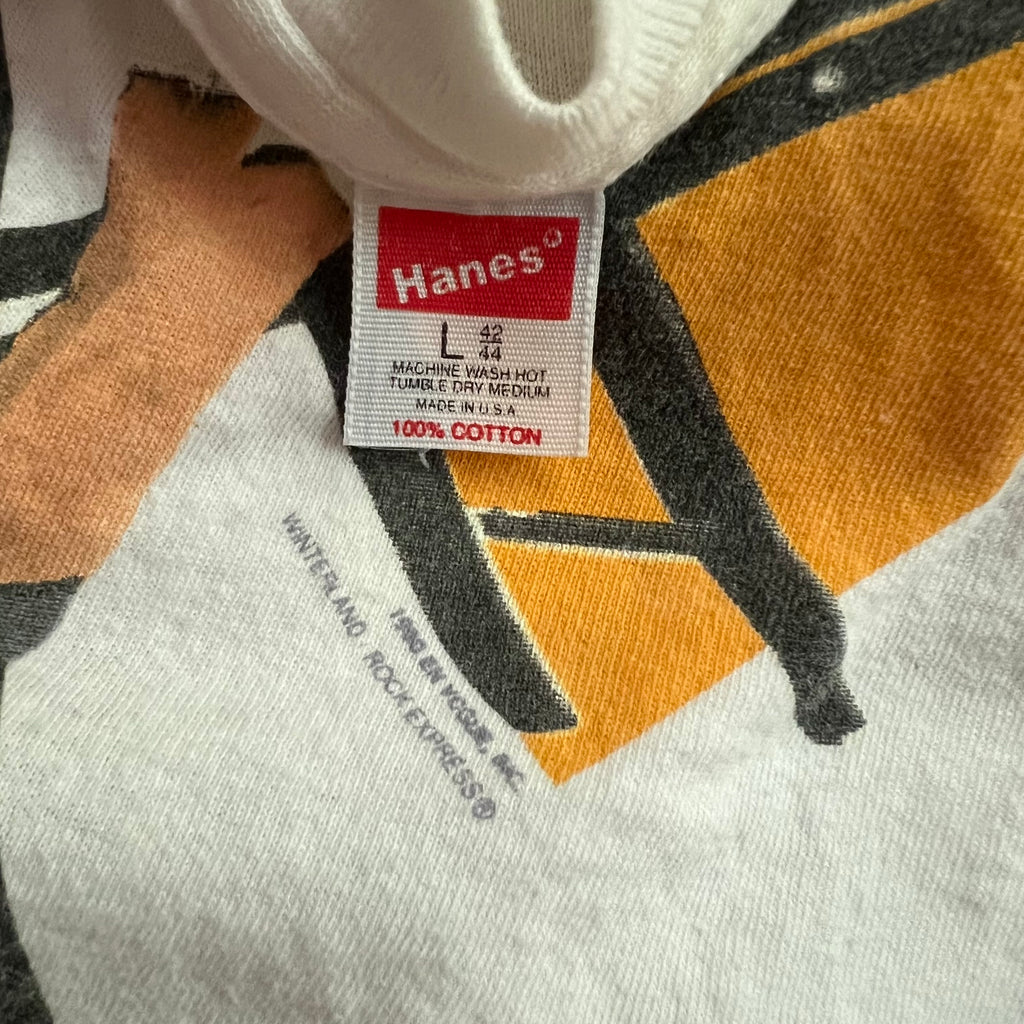 Hanes
L 42
44
MACHINE WASH HOT
TUMBLE DRY MEDIUM
MADE IN U.S.A
100% COTTON
EN VOGUE, INC.
WINTERLAND ROCK EXPRESS®